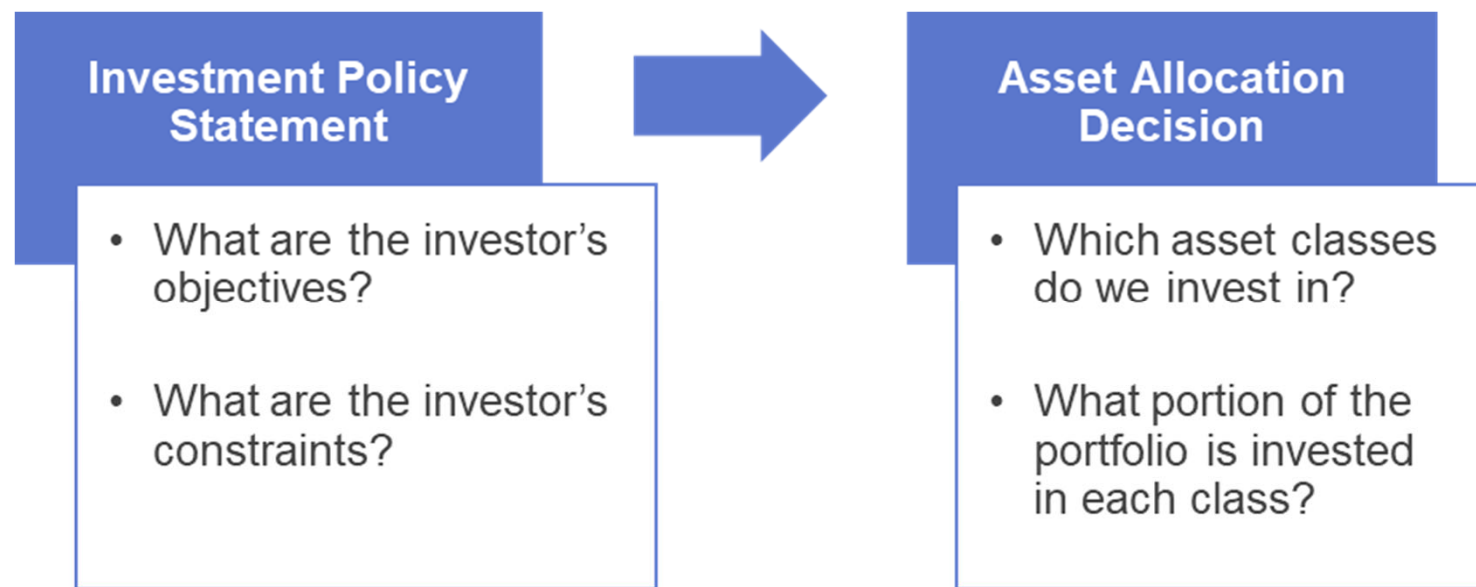 Investment Policy
Statement
• What are the investor’s
objectives?
• What are the investor’s
constraints?
Asset Allocation
Decision
• Which asset classes
do we invest in?
• What portion of the
portfolio is invested
in each class?